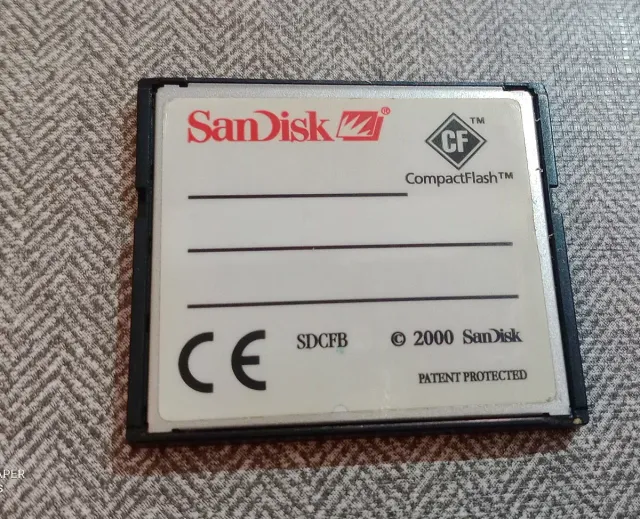 SanDisk ®
CF ™
CompactFlash™
CE SDCFB © 2000 SanDisk
PATENT PROTECTED